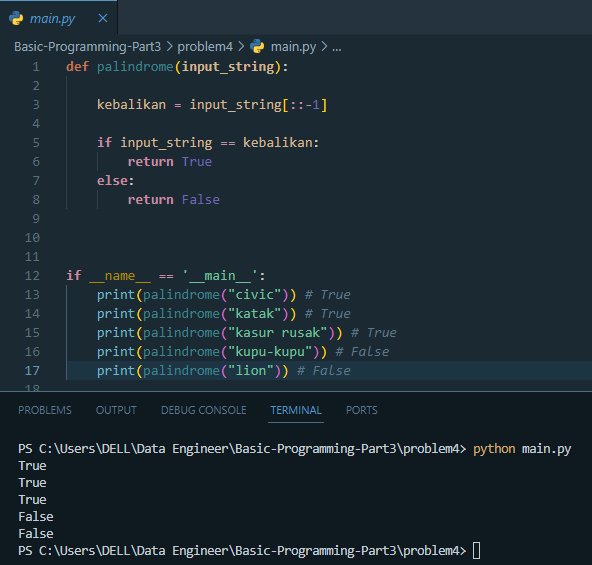 main.py ×
Basic-Programming-Part3 > problem4 > main.py > ...
1 def palindrome(input_string):
2
3     kebalikan = input_string[::-1]
4
5     if input_string == kebalikan:
6         return True
7     else:
8         return False
9
10
11
12 if __name__ == '__main__':
13     print(palindrome("civic")) # True
14     print(palindrome("katak")) # True
15     print(palindrome("kasur rusak")) # True
16     print(palindrome("kupu-kupu")) # False
17     print(palindrome("lion")) # False
18
PROBLEMS OUTPUT DEBUG CONSOLE TERMINAL PORTS
PS C:\Users\DELL\Data Engineer\Basic-Programming-Part3\problem4> python main.py
True
True
True
False
False
PS C:\Users\DELL\Data Engineer\Basic-Programming-Part3\problem4>